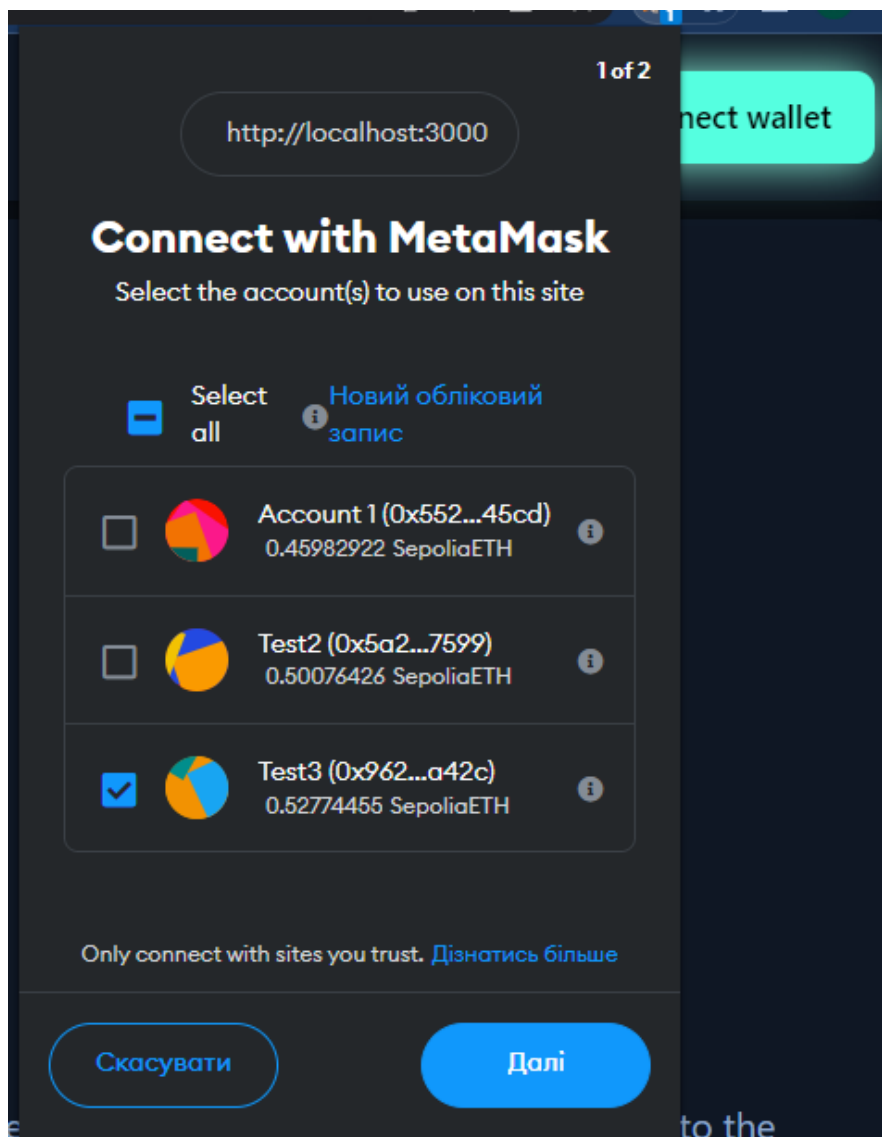 1 of 2
http://localhost:3000
nect wallet
Connect with MetaMask
Select the account(s) to use on this site
Select all
Новий обліковий запис
Account 1 (0x552...45cd)
0.45982922 SepoliaETH
Test2 (0x5a2...7599)
0.50076426 SepoliaETH
Test3 (0x962...a42c)
0.52774455 SepoliaETH
Only connect with sites you trust. Дізнатись більше
Скасувати
Далі
to the